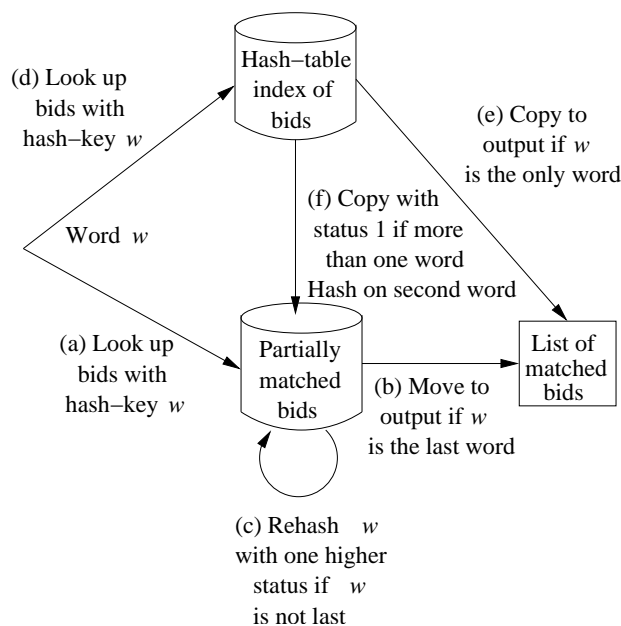 Hash−table
index of
bids
(d) Look up
bids with
hash−key w
(e) Copy to
output if w
is the only word
(f) Copy with
status 1 if more
than one word
Hash on second word
Word w
(a) Look up
bids with
hash−key w
Partially
matched
bids
List of
matched
bids
(b) Move to
output if w
is the last word
(c) Rehash w
with one higher
status if w
is not last